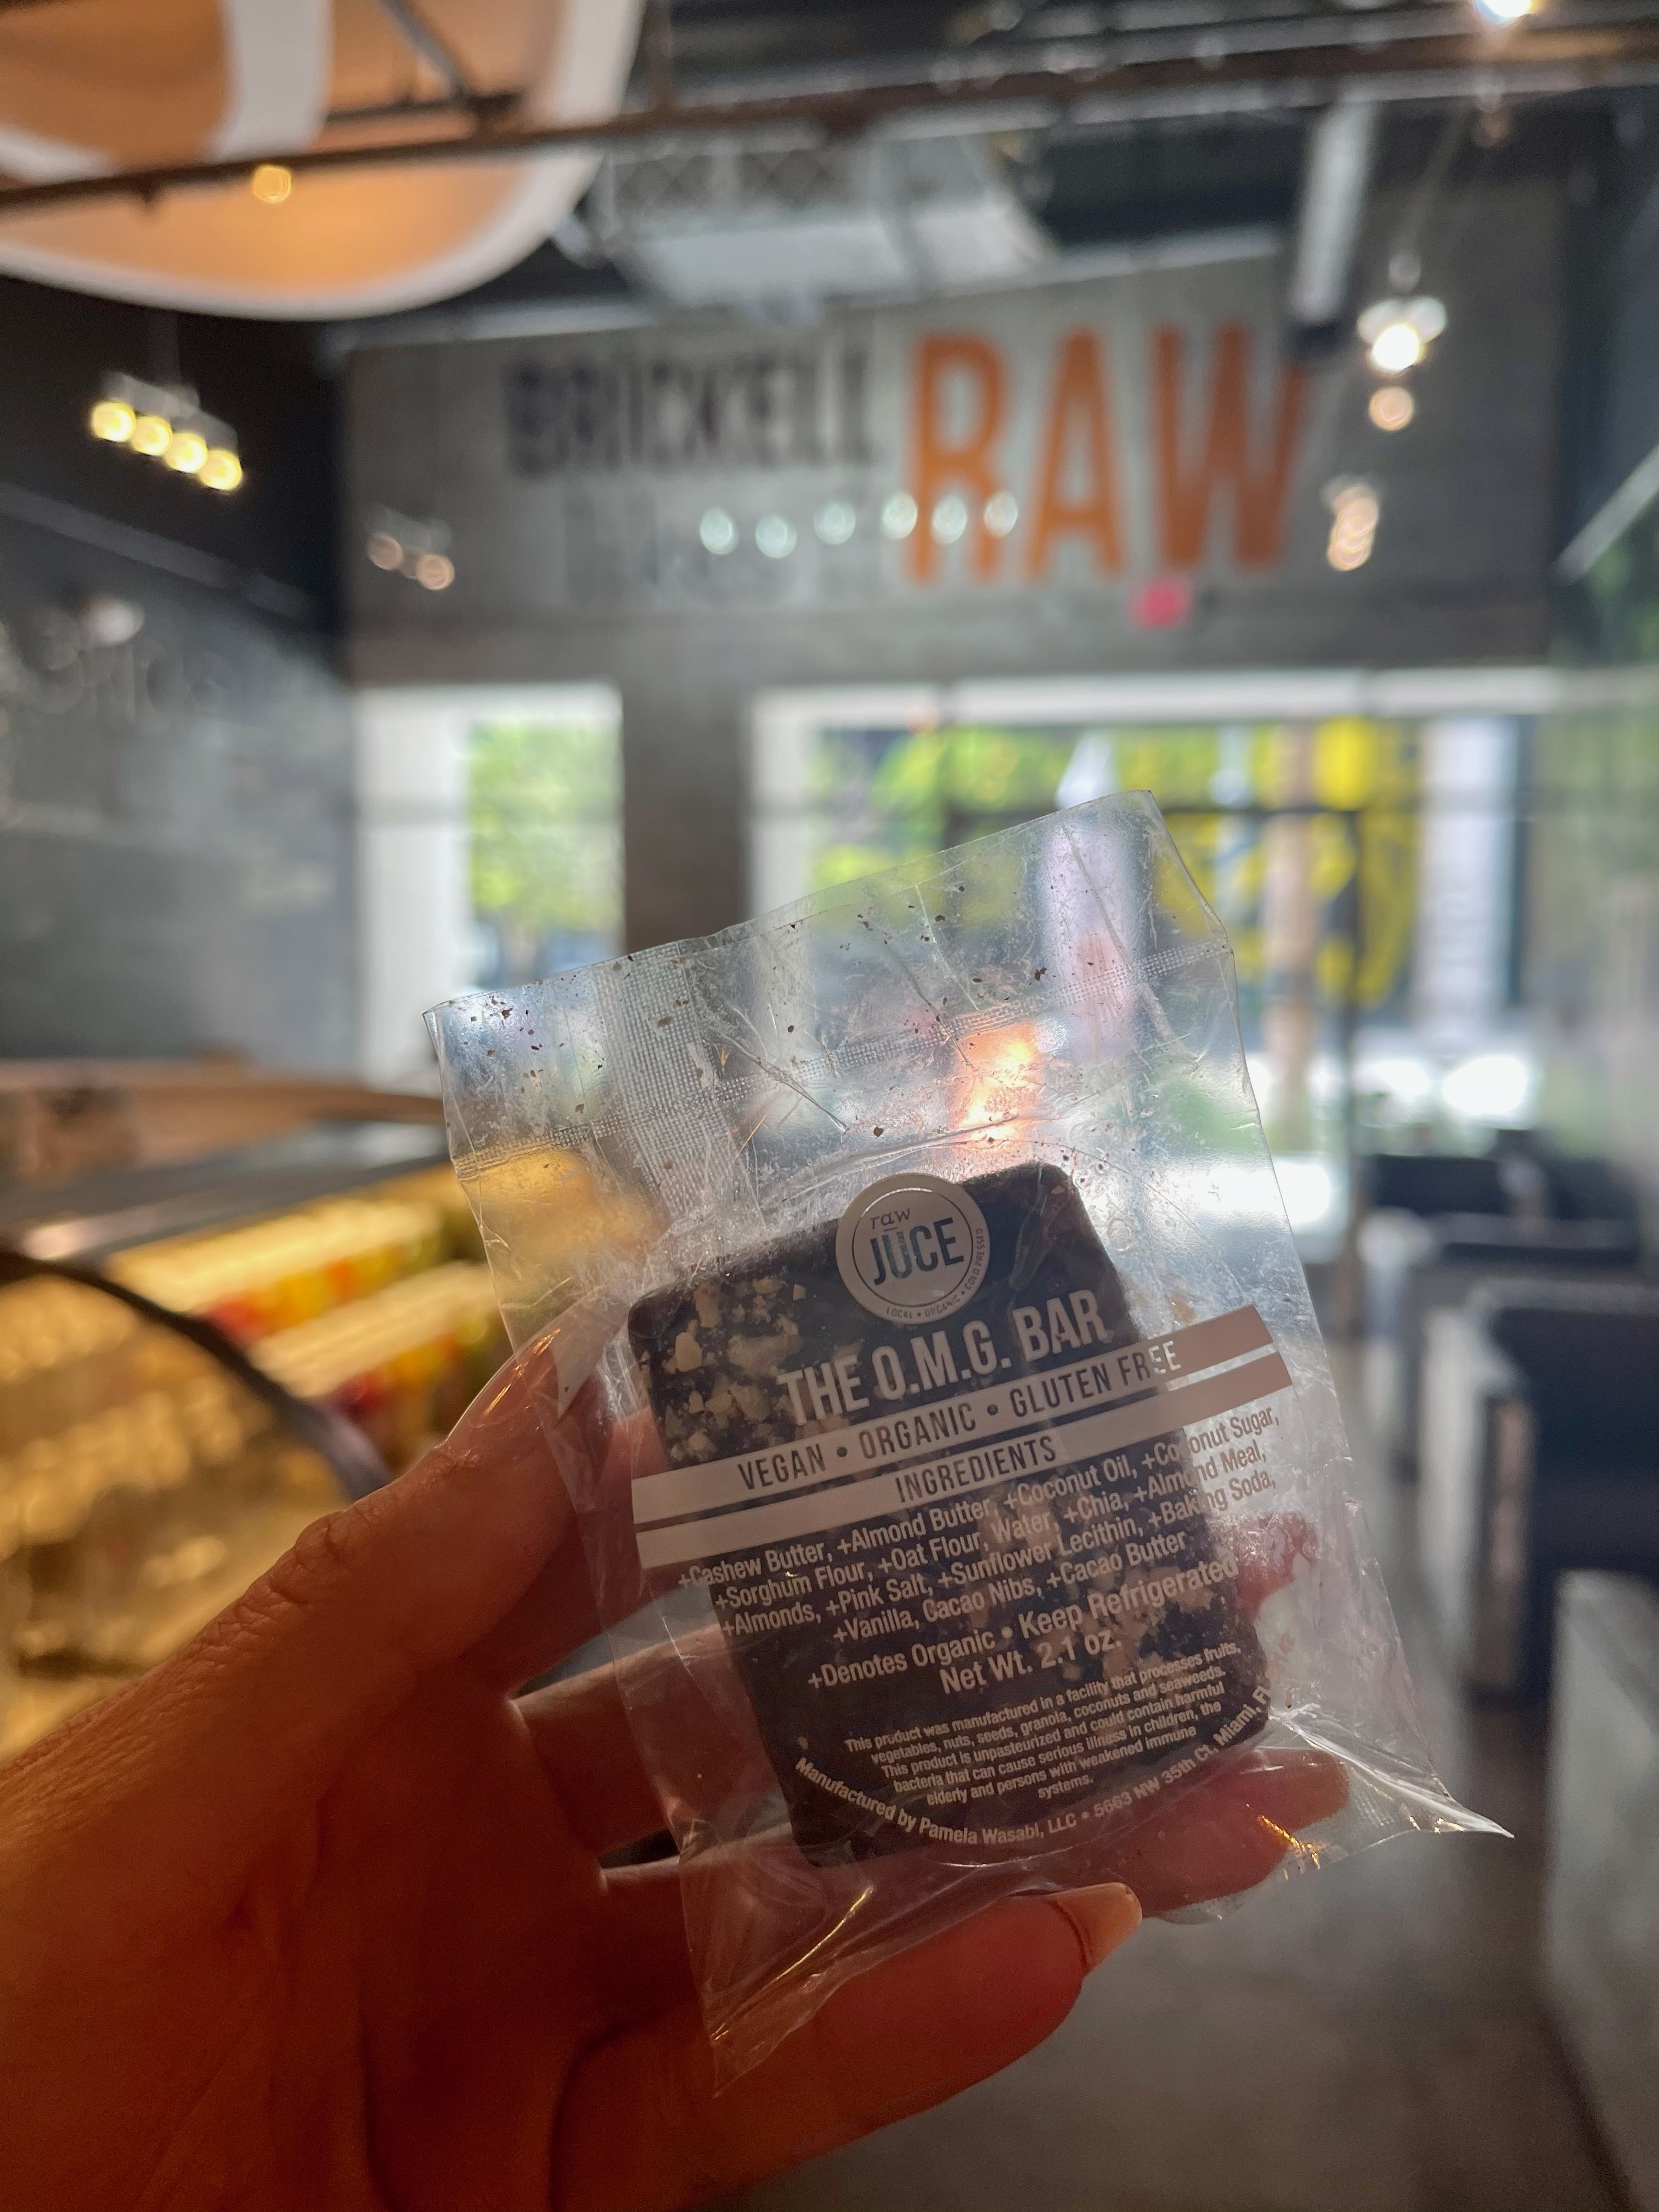 BRICKELL RAW
raw
JŪCE
LOCAL • ORGANIC • COLD PRESSED
THE O.M.G. BAR
VEGAN • ORGANIC • GLUTEN FREE
INGREDIENTS
+Cashew Butter, +Almond Butter, +Coconut Oil, +Coconut Sugar,
+Sorghum Flour, +Oat Flour, Water, +Chia, +Almond Meal,
+Almonds, +Pink Salt, +Sunflower Lecithin, +Baking Soda,
+Vanilla, Cacao Nibs, +Cacao Butter
+Denotes Organic • Keep Refrigerated
Net Wt. 2.1 oz.
This product was manufactured in a facility that processes fruits,
vegetables, nuts, seeds, granola, coconuts and seaweeds.
This product is unpasteurized and could contain harmful
bacteria that can cause serious illness in children, the
elderly and persons with weakened immune
systems.
Manufactured by Pamela Wasabi, LLC • 5663 NW 35th Ct, Miami, Fl